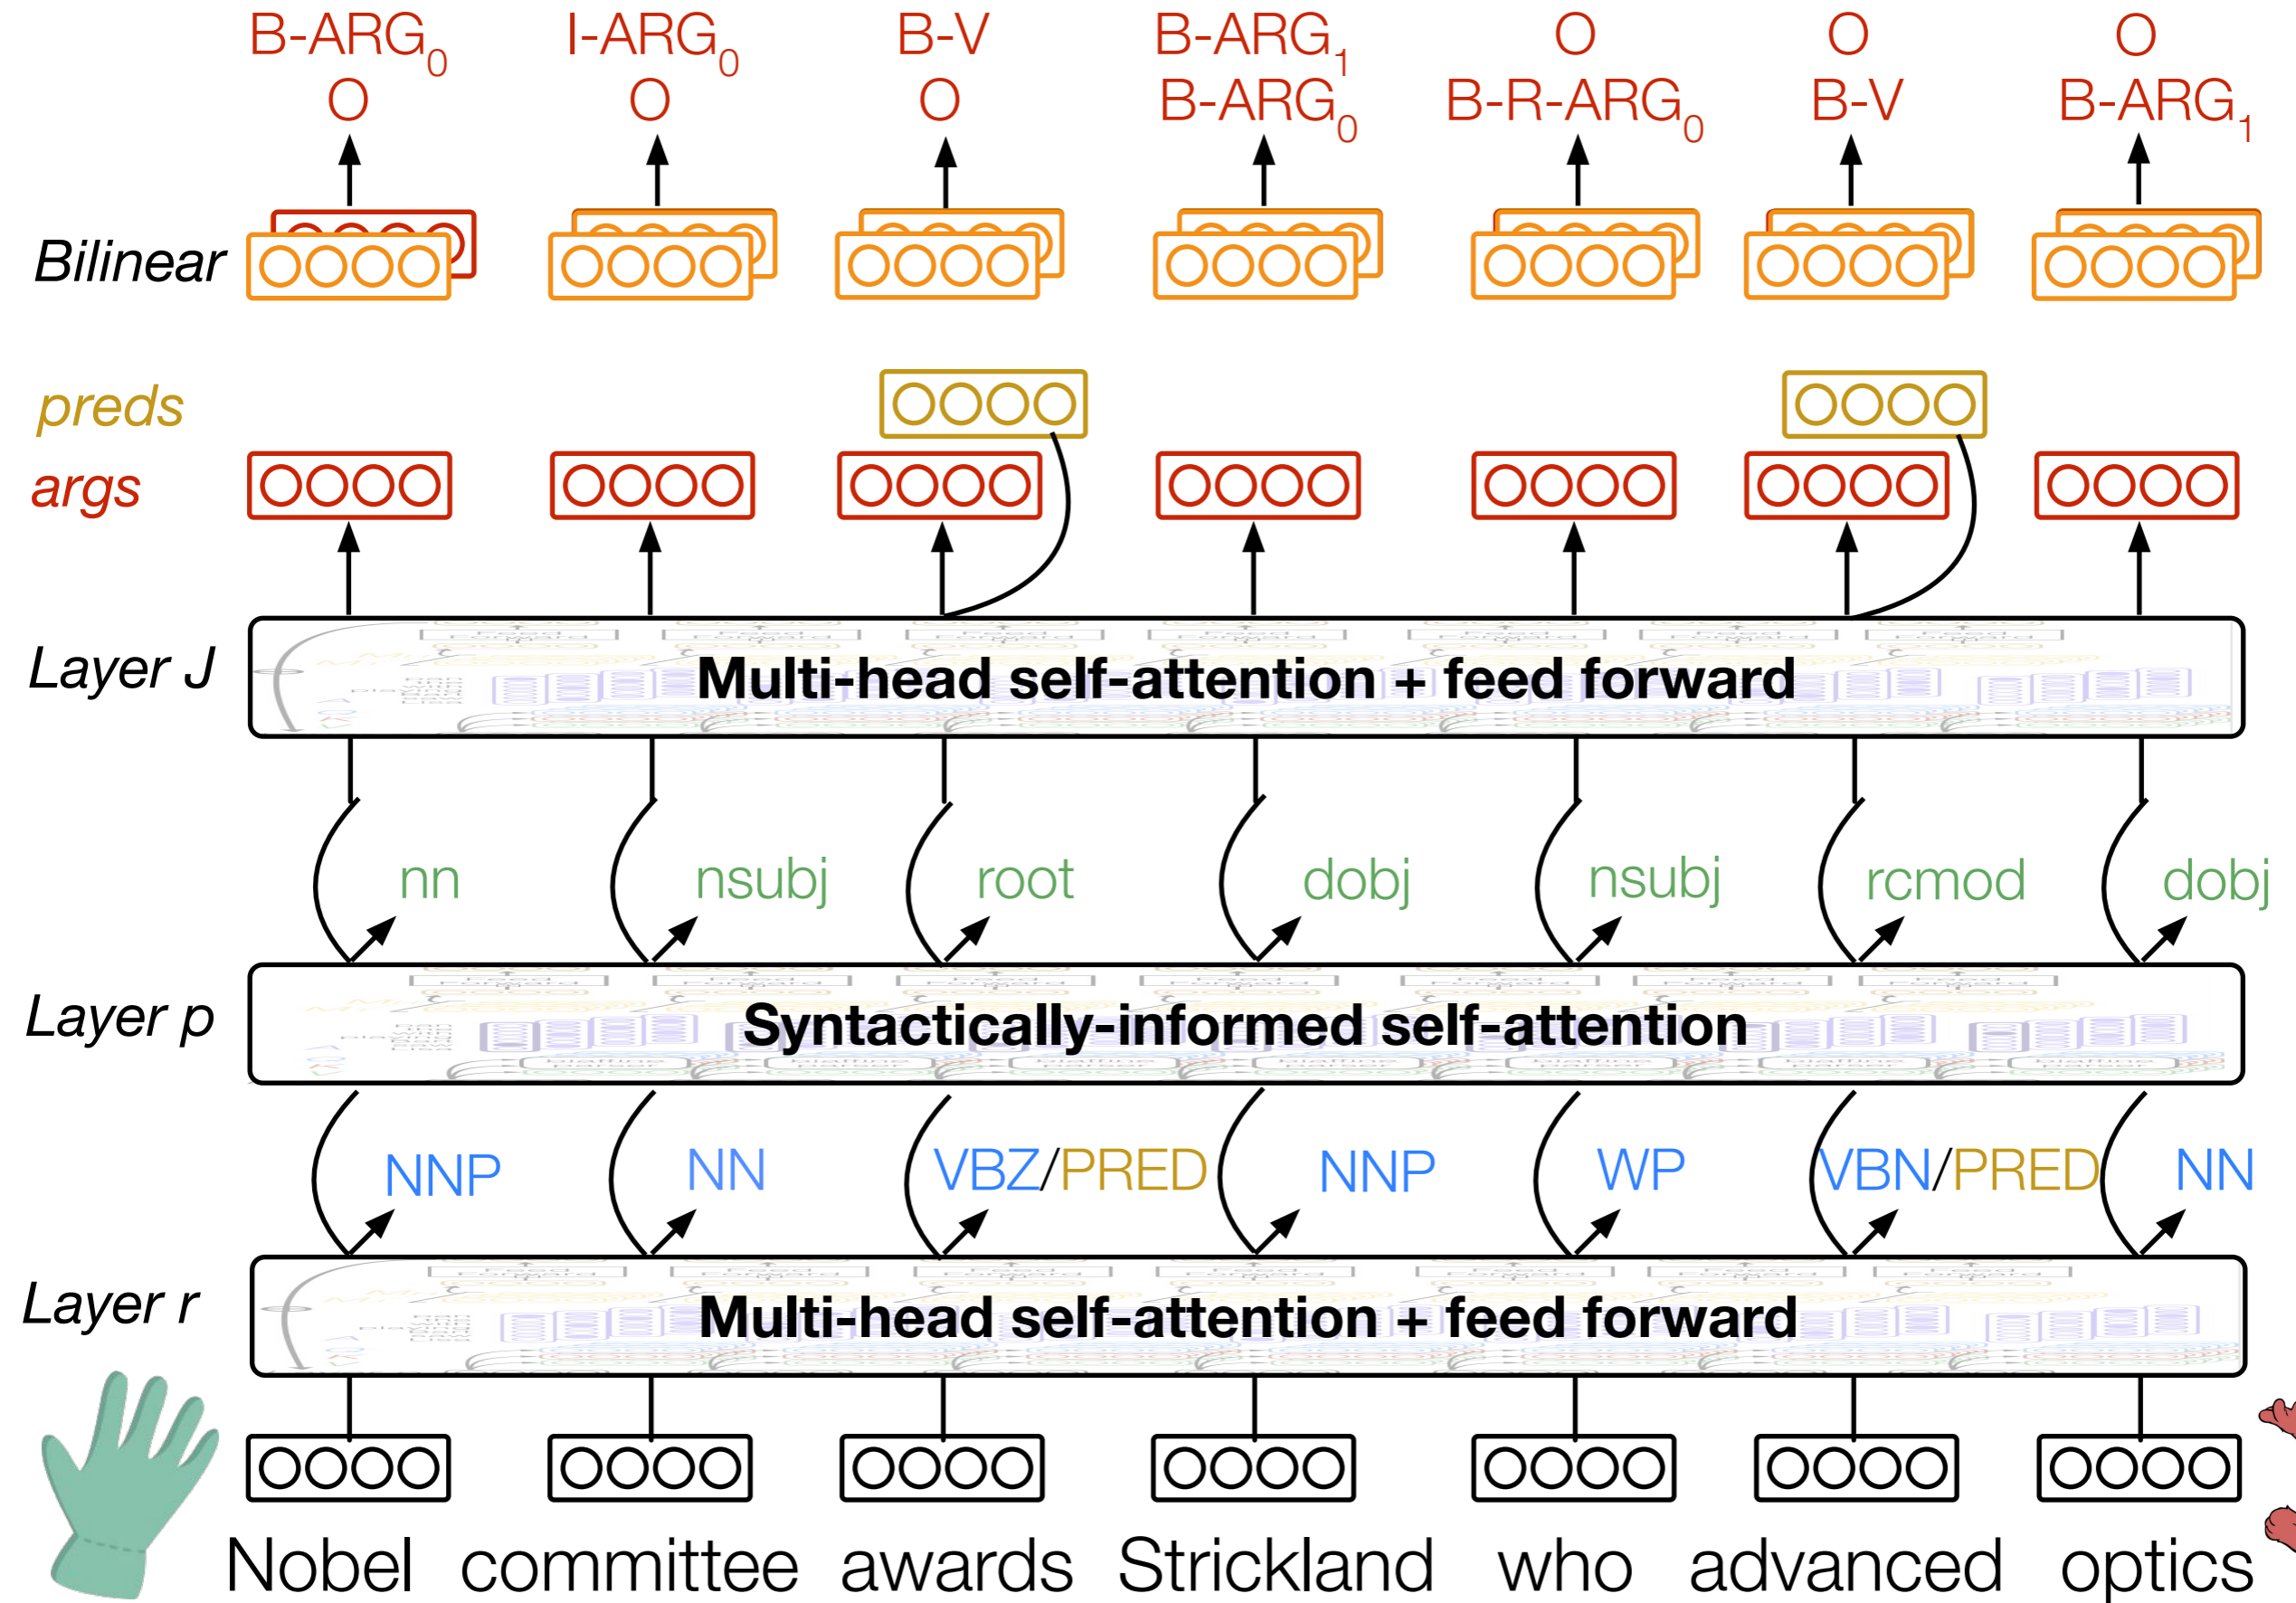 B-ARG0 I-ARG0 B-V B-ARG1 O O O
O O O B-ARG0 B-R-ARG0 B-V B-ARG1
Bilinear
preds
args
Layer J Multi-head self-attention + feed forward
nn nsubj root dobj nsubj rcmod dobj
Layer p Syntactically-informed self-attention
NNP NN VBZ/PRED NNP WP VBN/PRED NN
Layer r Multi-head self-attention + feed forward
Nobel committee awards Strickland who advanced optics